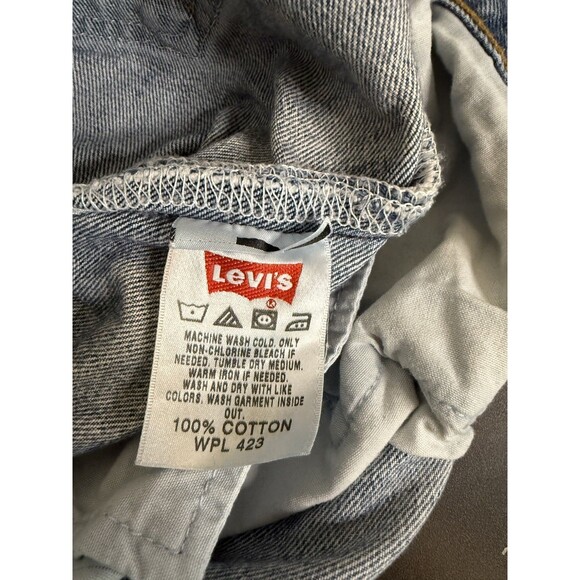 Levi's
MACHINE WASH COLD. ONLY
NON-CHLORINE BLEACH IF
NEEDED. TUMBLE DRY MEDIUM.
WARM IRON IF NEEDED.
WASH AND DRY WITH LIKE
COLORS. WASH GARMENT INSIDE
OUT.
100% COTTON
WPL 423